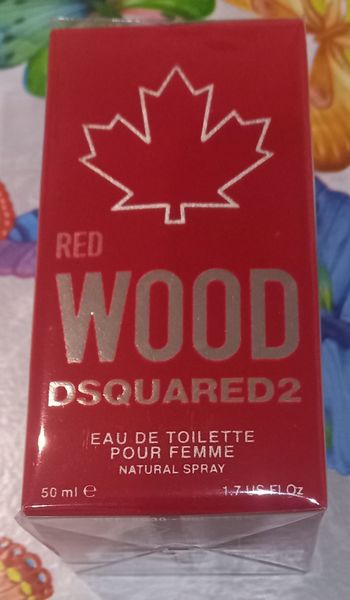 RED
WOOD
DSQUARED2
EAU DE TOILETTE
POUR FEMME
NATURAL SPRAY
50 ml ℮ 1.7 US FL Oz